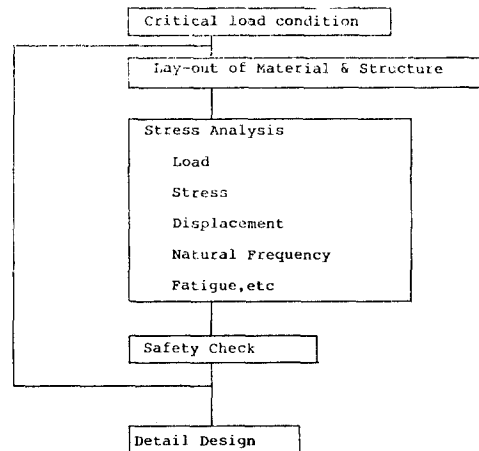 Critical load condition
Lay-out of Material & Structure
Stress Analysis
Load
Stress
Displacement
Natural Frequency
Fatigue,etc
Safety Check
Detail Design